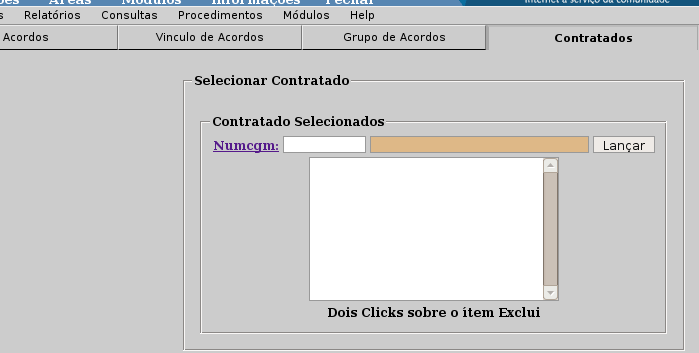 ões Áreas Módulos Informações Fechar Internet a serviço da comunidade
s Relatórios Consultas Procedimentos Módulos Help
Acordos Vinculo de Acordos Grupo de Acordos Contratados
Selecionar Contratado
Contratado Selecionados
Numcgm: Lançar
Dois Clicks sobre o ítem Exclui